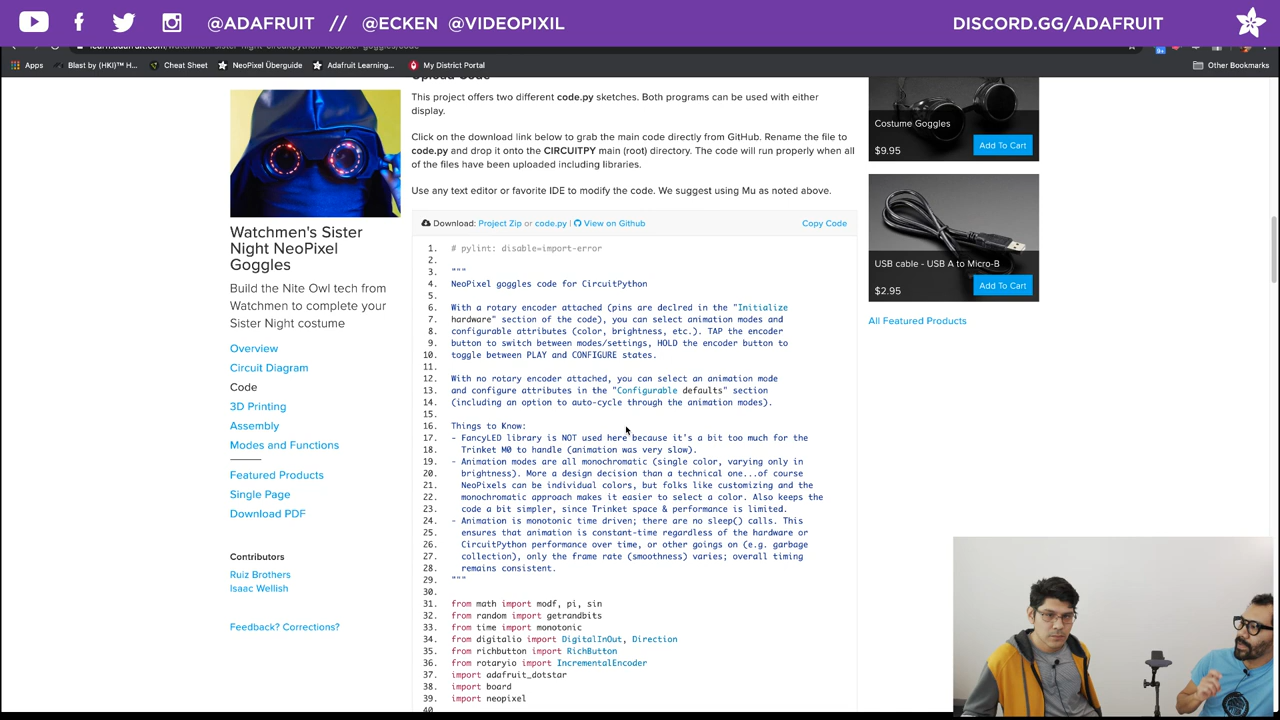 @ADAFRUIT // @ECKEN @VIDEOPIXIL
DISCORD.GG/ADAFRUIT
learn.adafruit.com/watchmen-sister-night-circuitpython-neopixel-goggles/code
Apps
Blast by (HKI)™ H...
Cheat Sheet
NeoPixel Überguide
Adafruit Learning...
My District Portal
Other Bookmarks
Watchmen's Sister
Night NeoPixel
Goggles
Build the Nite Owl tech from
Watchmen to complete your
Sister Night costume
Overview
Circuit Diagram
Code
3D Printing
Assembly
Modes and Functions
Featured Products
Single Page
Download PDF
Contributors
Ruiz Brothers
Isaac Wellish
Feedback? Corrections?
Upload Code
This project offers two different code.py sketches. Both programs can be used with either
display.
Click on the download link below to grab the main code directly from GitHub. Rename the file to
code.py and drop it onto the CIRCUITPY main (root) directory. The code will run properly when all
of the files have been uploaded including libraries.
Use any text editor or favorite IDE to modify the code. We suggest using Mu as noted above.
Download: Project Zip or code.py | View on Github
Copy Code
1. # pylint: disable=import-error
2.
3. """
4. NeoPixel goggles code for CircuitPython
5.
6. With a rotary encoder attached (pins are declred in the "Initialize
7. hardware" section of the code), you can select animation modes and
8. configurable attributes (color, brightness, etc.). TAP the encoder
9. button to switch between modes/settings, HOLD the encoder button to
10. toggle between PLAY and CONFIGURE states.
11.
12. With no rotary encoder attached, you can select an animation mode
13. and configure attributes in the "Configurable defaults" section
14. (including an option to auto-cycle through the animation modes).
15.
16. Things to Know:
17. - FancyLED library is NOT used here because it's a bit too much for the
18. Trinket M0 to handle (animation was very slow).
19. - Animation modes are all monochromatic (single color, varying only in
20. brightness). More a design decision than a technical one...of course
21. NeoPixels can be individual colors, but folks like customizing and the
22. monochromatic approach makes it easier to select a color. Also keeps the
23. code a bit simpler, since Trinket space & performance is limited.
24. - Animation is monotonic time driven; there are no sleep() calls. This
25. ensures that animation is constant-time regardless of the hardware or
26. CircuitPython performance over time, or other goings on (e.g. garbage
27. collection), only the frame rate (smoothness) varies; overall timing
28. remains consistent.
29. """
30.
31. from math import modf, pi, sin
32. from random import getrandbits
33. from time import monotonic
34. from digitalio import DigitalInOut, Direction
35. from richbutton import RichButton
36. from rotaryio import IncrementalEncoder
37. import adafruit_dotstar
38. import board
39. import neopixel
40.
Costume Goggles
$9.95
Add To Cart
USB cable - USB A to Micro-B
$2.95
Add To Cart
All Featured Products